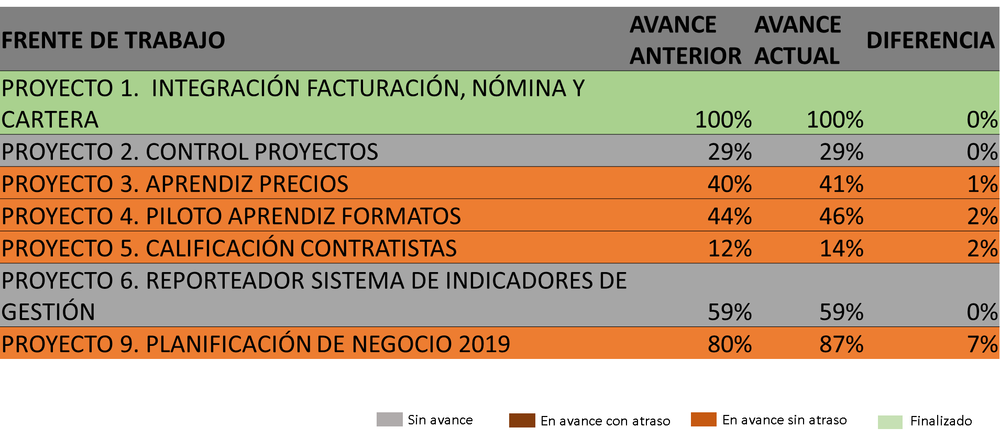 FRENTE DE TRABAJO AVANCE ANTERIOR AVANCE ACTUAL DIFERENCIA
PROYECTO 1.  INTEGRACIÓN FACTURACIÓN, NÓMINA Y
CARTERA 100% 100% 0%
PROYECTO 2. CONTROL PROYECTOS 29% 29% 0%
PROYECTO 3. APRENDIZ PRECIOS 40% 41% 1%
PROYECTO 4. PILOTO APRENDIZ FORMATOS 44% 46% 2%
PROYECTO 5. CALIFICACIÓN CONTRATISTAS 12% 14% 2%
PROYECTO 6. REPORTEADOR SISTEMA DE INDICADORES DE
GESTIÓN 59% 59% 0%
PROYECTO 9. PLANIFICACIÓN DE NEGOCIO 2019 80% 87% 7%
Sin avance En avance con atraso En avance sin atraso Finalizado